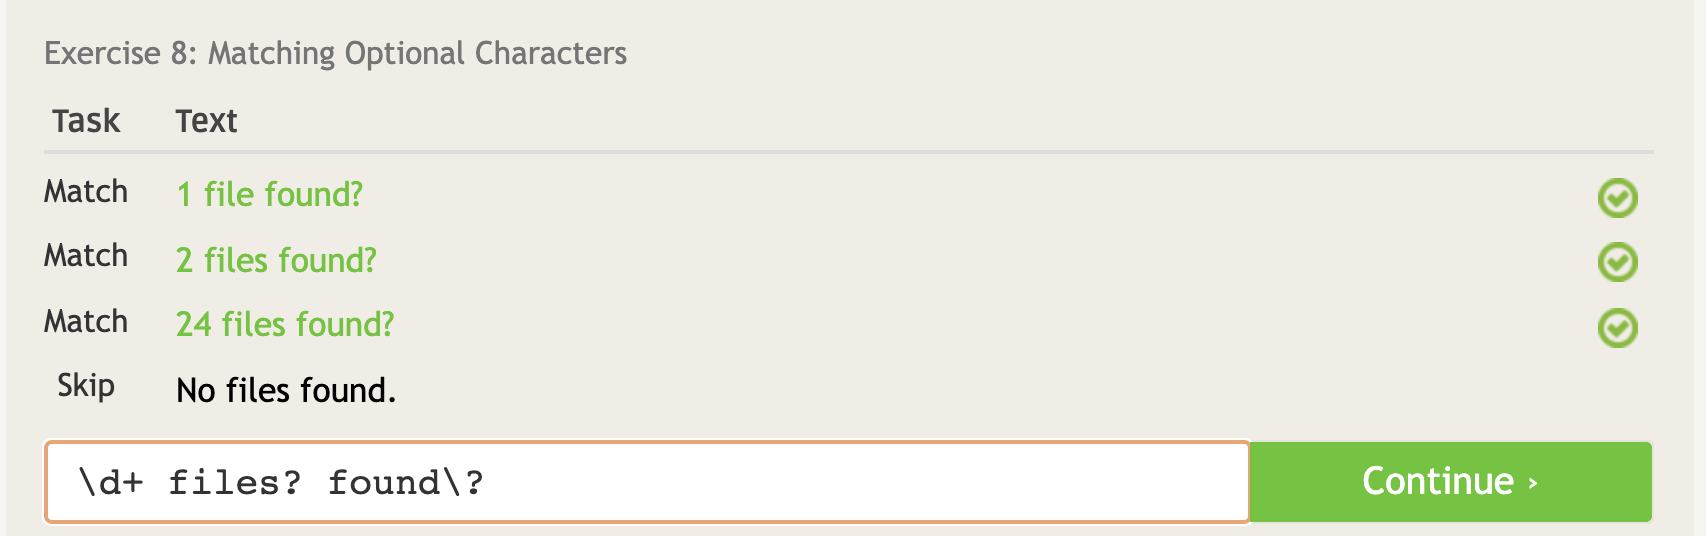 Exercise 8: Matching Optional Characters
Task Text
Match 1 file found?
Match 2 files found?
Match 24 files found?
Skip No files found.
\d+ files? found\? Continue ›